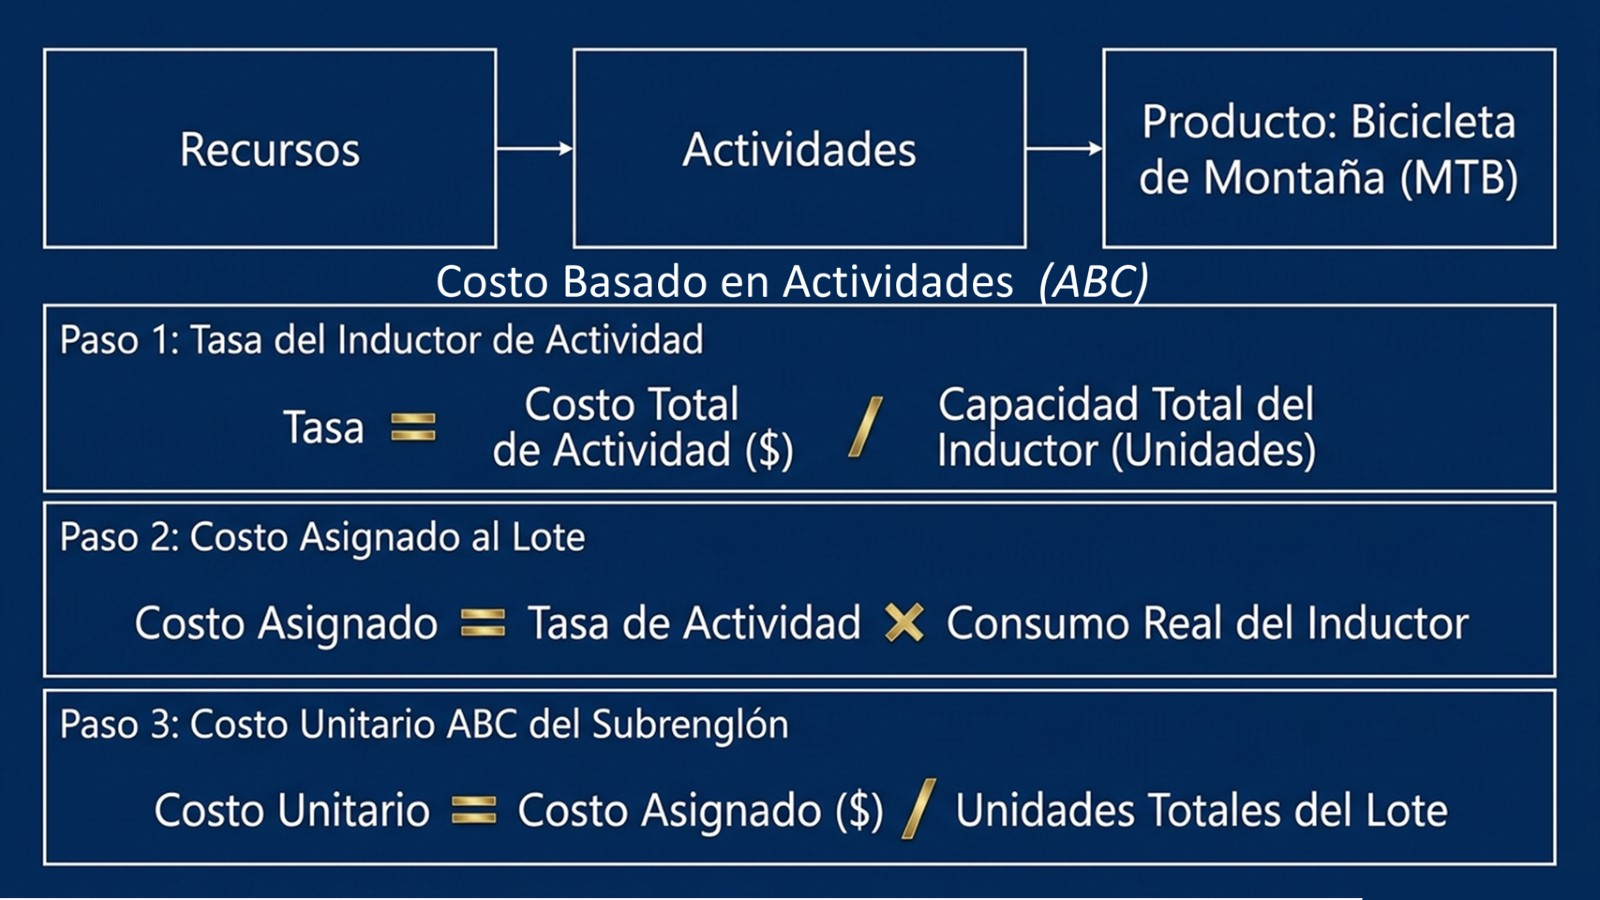 Recursos
Actividades
Producto: Bicicleta
de Montaña (MTB)
Costo Basado en Actividades (ABC)
Paso 1: Tasa del Inductor de Actividad
Tasa = Costo Total de Actividad ($) / Capacidad Total del Inductor (Unidades)
Paso 2: Costo Asignado al Lote
Costo Asignado = Tasa de Actividad × Consumo Real del Inductor
Paso 3: Costo Unitario ABC del Subrenglón
Costo Unitario = Costo Asignado ($) / Unidades Totales del Lote